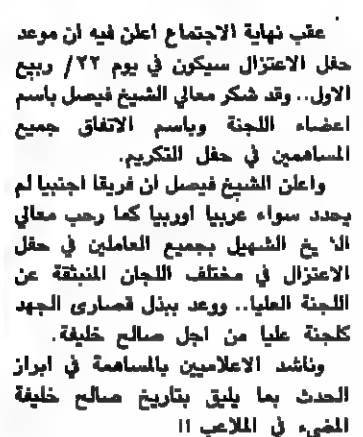 عقب نهاية الاجتماع اعلن فيه ان موعد
حفل الاعتزال سيكون في يوم ٢٢/ ربيع
الاول.. وقد شكر معالي الشيخ فيصل باسم
اعضاء اللجنة وباسم الاتفاق جميع
المساهمين في حفل التكريم.
واعلن الشيخ فيصل ان فريقا اجنبيا لم
يحدد سواء عربيا اوربيا كما رحب معالي
يخ الشهيل بجميع العاملين في حفل
الاعتزال في مختلف اللجان المنبثقة عن
اللجنة العليا.. ووعد ببذل قصارى الجهد
كلجنة عليا من اجل صالح خليفة.
وناشد الاعلاميين بالمساهمة في ابراز
الحدث بما يليق بتاريخ صالح خليفة
المضيء في الملاعب !!